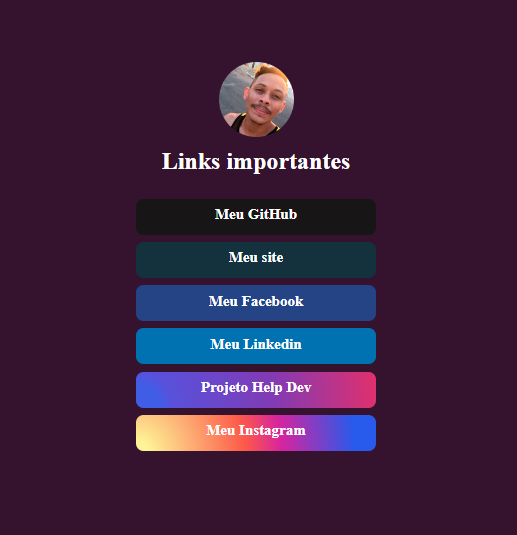 Links importantes
Meu GitHub
Meu site
Meu Facebook
Meu Linkedin
Projeto Help Dev
Meu Instagram